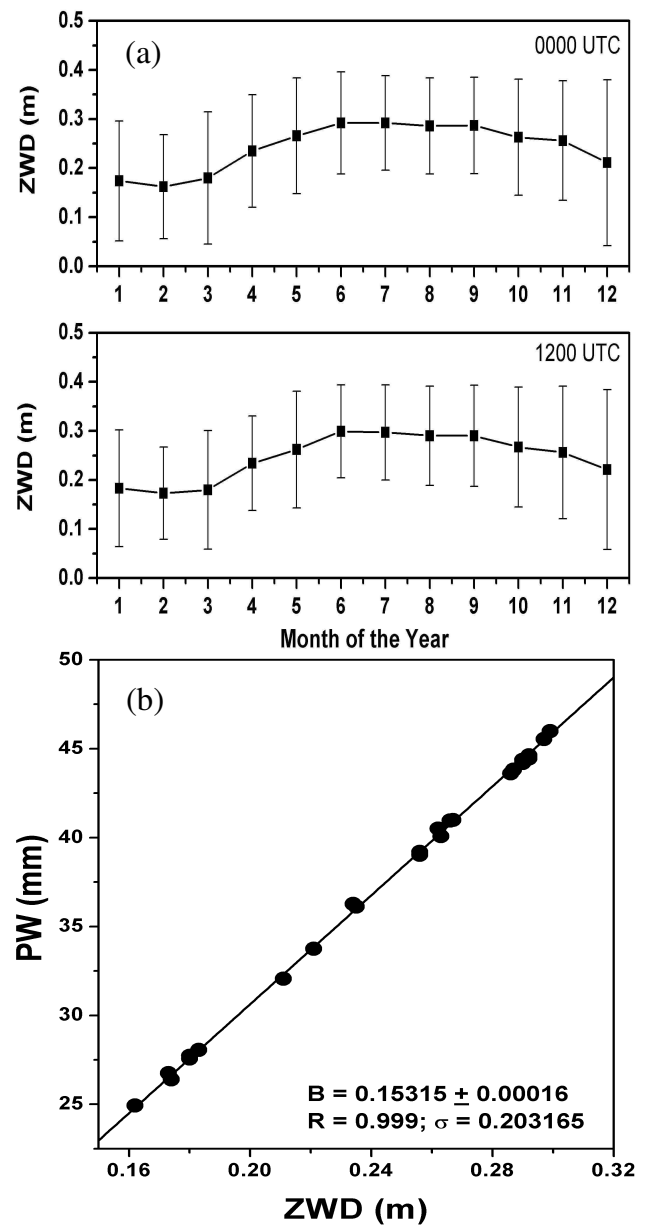 (a)
0000 UTC
0.5
0.4
0.3
0.2
0.1
0.0
ZWD (m)
1 2 3 4 5 6 7 8 9 10 11 12
1200 UTC
0.5
0.4
0.3
0.2
0.1
0.0
ZWD (m)
1 2 3 4 5 6 7 8 9 10 11 12
Month of the Year
(b)
50
45
40
35
30
25
PW (mm)
B = 0.15315 ± 0.00016
R = 0.999; σ = 0.203165
0.16 0.20 0.24 0.28 0.32
ZWD (m)